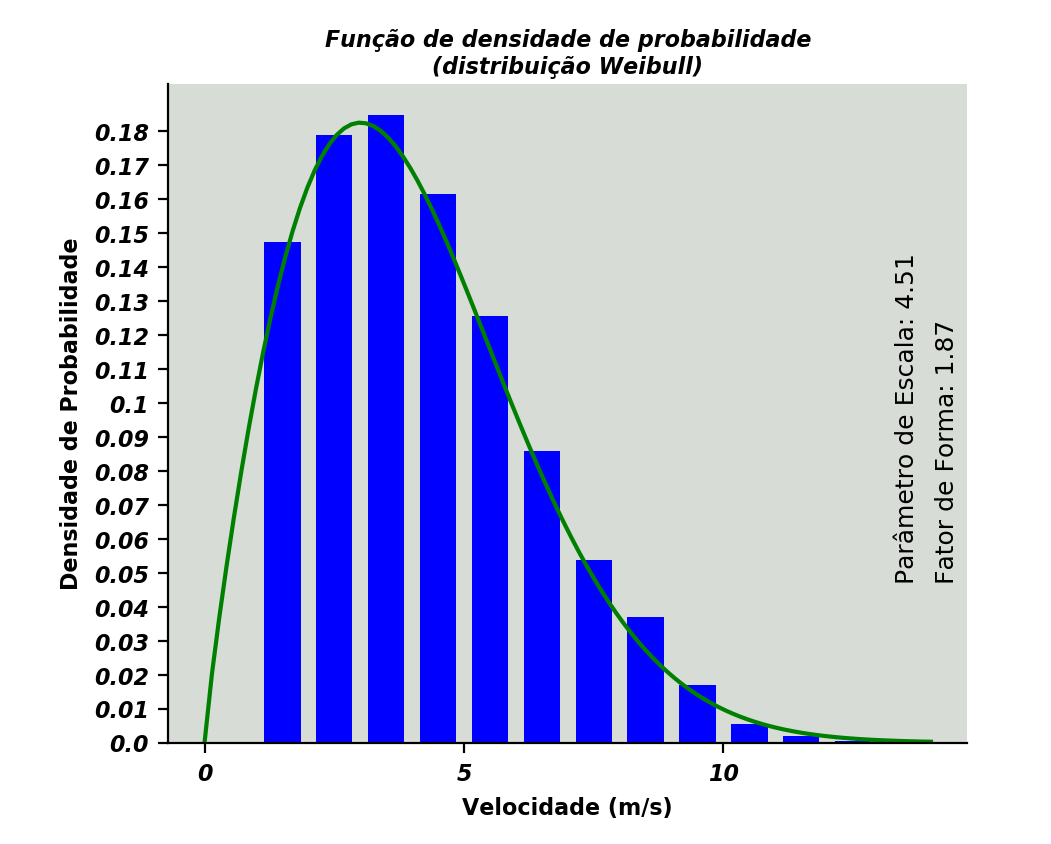 Função de densidade de probabilidade
(distribuição Weibull)
Densidade de Probabilidade
0.18
0.17
0.16
0.15
0.14
0.13
0.12
0.11
0.1
0.09
0.08
0.07
0.06
0.05
0.04
0.03
0.02
0.01
0.0
Parâmetro de Escala: 4.51
Fator de Forma: 1.87
0 5 10
Velocidade (m/s)